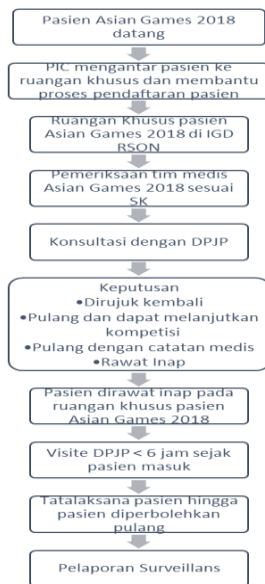 Pasien Asian Games 2018
datang
PIC mengantar pasien ke
ruangan khusus dan membantu
proses pendaftaran pasien
Ruangan Khusus pasien
Asian Games 2018 di IGD
RSON
Pemeriksaan tim medis
Asian Games 2018 sesuai
SK
Konsultasi dengan DPJP
Keputusan
•Dirujuk kembali
•Pulang dan dapat melanjutkan
kompetisi
•Pulang dengan catatan medis
•Rawat Inap
Pasien dirawat inap pada
ruangan khusus pasien
Asian Games 2018
Visite DPJP < 6 jam sejak
pasien masuk
Tatalaksana pasien hingga
pasien diperbolehkan
pulang
Pelaporan Surveillans